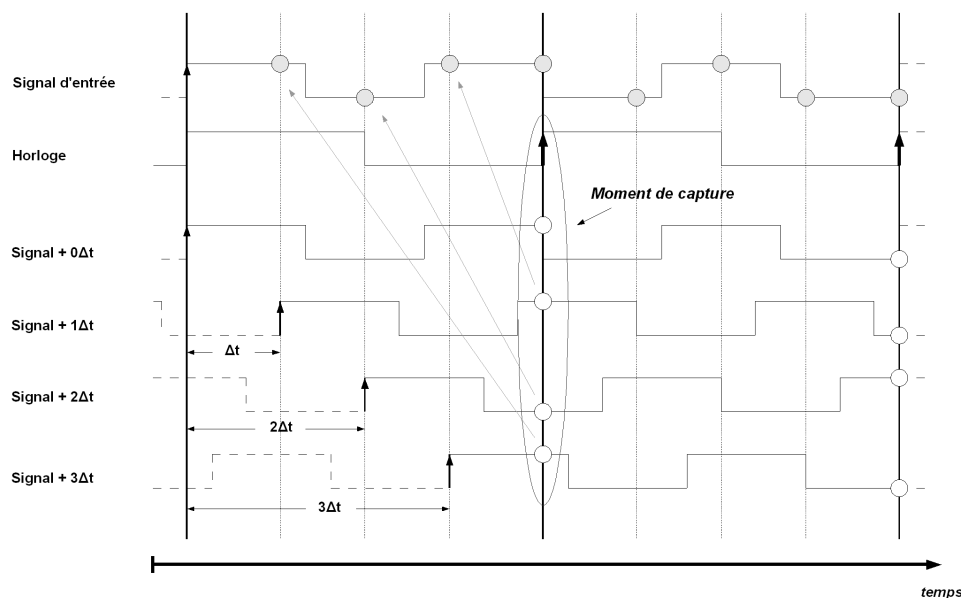 Signal d'entrée
Horloge
Moment de capture
Signal + 0Δt
Signal + 1Δt
Δt
Signal + 2Δt
2Δt
Signal + 3Δt
3Δt
temps